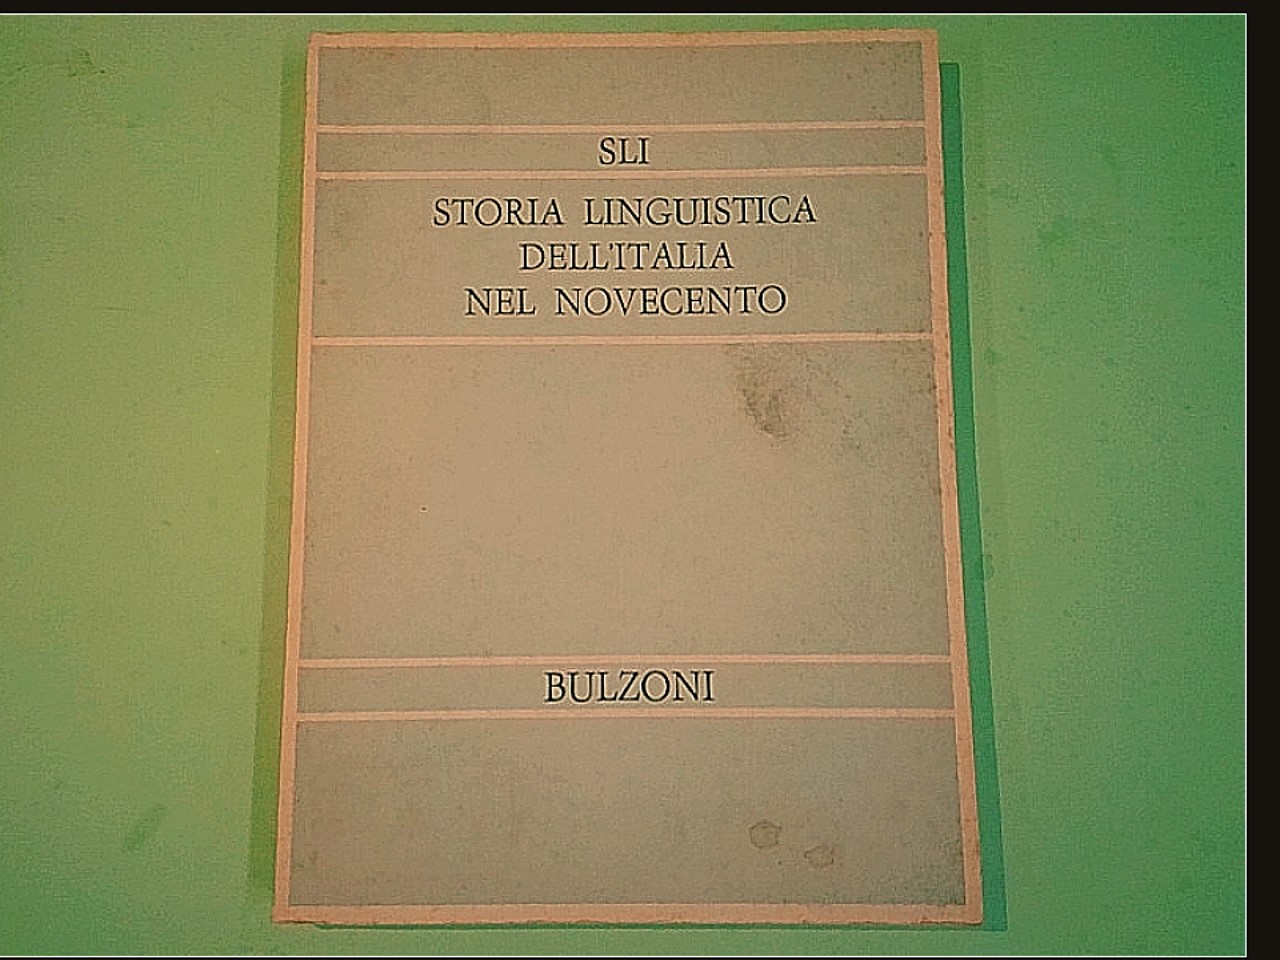 SLI
STORIA LINGUISTICA
DELL'ITALIA
NEL NOVECENTO
BULZONI